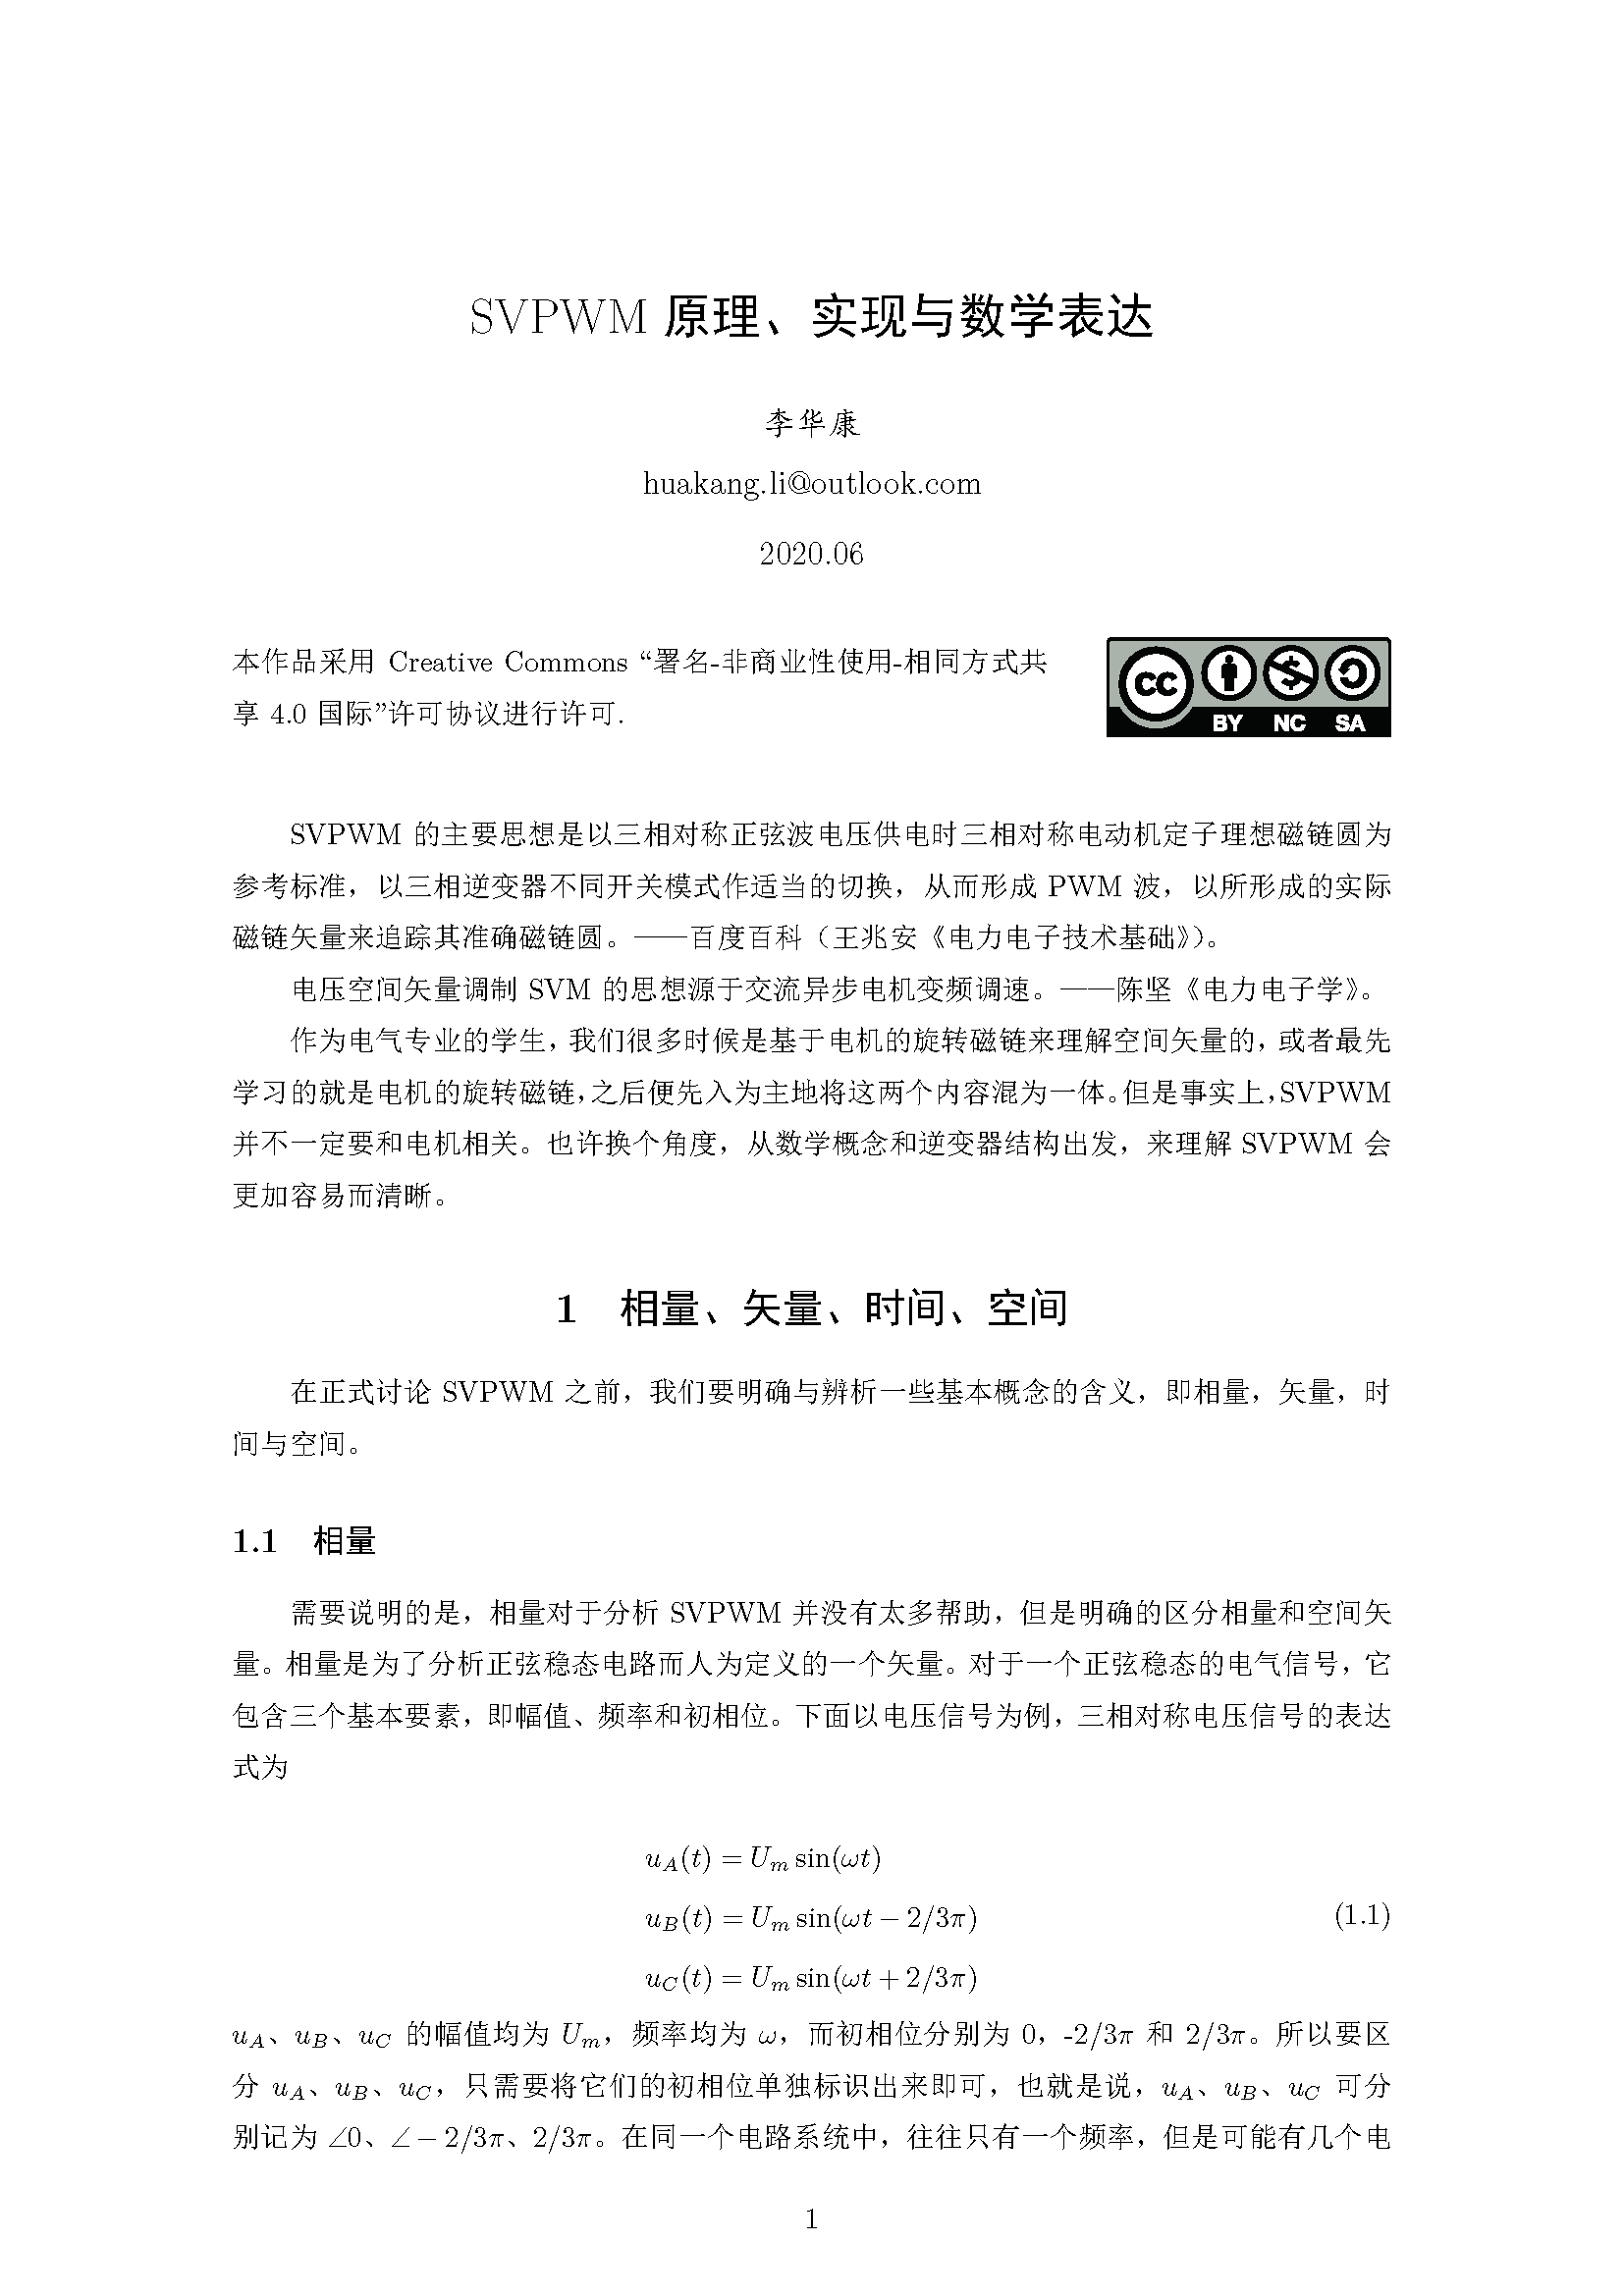 SVPWM 原理、实现与数学表达
李华康
huakang.li@outlook.com
2020.06
本作品采用 Creative Commons “署名-非商业性使用-相同方式共
享 4.0 国际”许可协议进行许可.
CC BY NC SA
SVPWM 的主要思想是以三相对称正弦波电压供电时三相对称电动机定子理想磁链圆为
参考标准，以三相逆变器不同开关模式作适当的切换，从而形成 PWM 波，以所形成的实际
磁链矢量来追踪其准确磁链圆。——百度百科（王兆安《电力电子技术基础》）。
电压空间矢量调制 SVM 的思想源于交流异步电机变频调速。——陈坚《电力电子学》。
作为电气专业的学生，我们很多时候是基于电机的旋转磁链来理解空间矢量的，或者最先
学习的就是电机的旋转磁链，之后便先入为主地将这两个内容混为一体。但是事实上，SVPWM
并不一定要和电机相关。也许换个角度，从数学概念和逆变器结构出发，来理解 SVPWM 会
更加容易而清晰。
1 相量、矢量、时间、空间
在正式讨论 SVPWM 之前，我们要明确与辨析一些基本概念的含义，即相量，矢量，时
间与空间。
1.1 相量
需要说明的是，相量对于分析 SVPWM 并没有太多帮助，但是明确的区分相量和空间矢
量。相量是为了分析正弦稳态电路而人为定义的一个矢量。对于一个正弦稳态的电气信号，它
包含三个基本要素，即幅值、频率和初相位。下面以电压信号为例，三相对称电压信号的表达
式为
u_A(t) = U_m sin(ωt)
u_B(t) = U_m sin(ωt − 2/3π) (1.1)
u_C(t) = U_m sin(ωt + 2/3π)
u_A、u_B、u_C 的幅值均为 U_m，频率均为 ω，而初相位分别为 0，-2/3π 和 2/3π。所以要区
分 u_A、u_B、u_C，只需要将它们的初相位单独标识出来即可，也就是说，u_A、u_B、u_C 可分
别记为 ∠0、∠ − 2/3π、2/3π。在同一个电路系统中，往往只有一个频率，但是可能有几个电
1